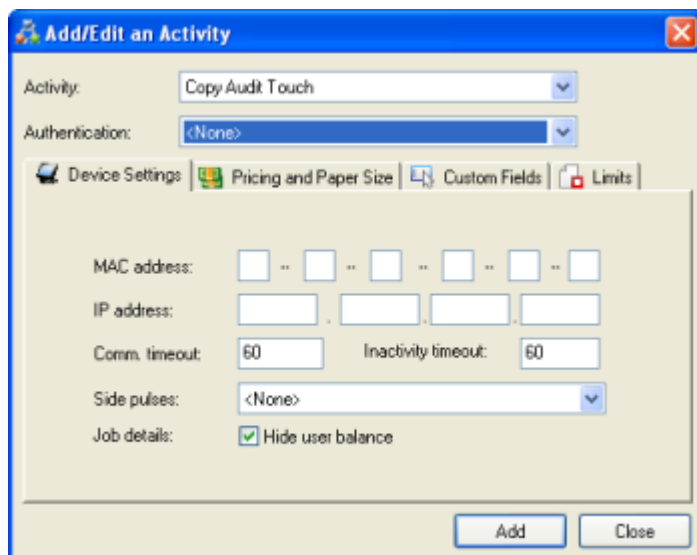 Add/Edit an Activity
Activity: Copy Audit Touch
Authentication: <None>
Device Settings Pricing and Paper Size Custom Fields Limits
MAC address: -- -- -- -- --
IP address: . . .
Comm. timeout: 60 Inactivity timeout: 60
Side pulses: <None>
Job details: Hide user balance
Add Close